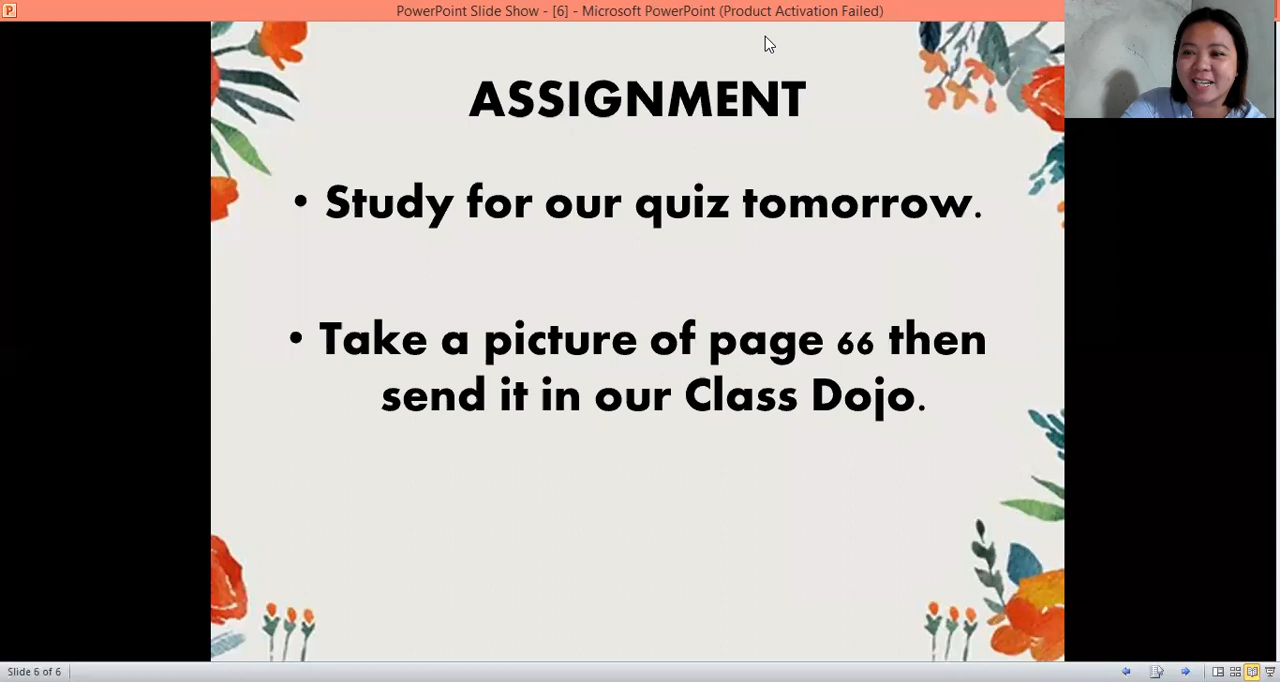 PowerPoint Slide Show - [6] - Microsoft PowerPoint (Product Activation Failed)
ASSIGNMENT
• Study for our quiz tomorrow.
• Take a picture of page 66 then
send it in our Class Dojo.
Slide 6 of 6